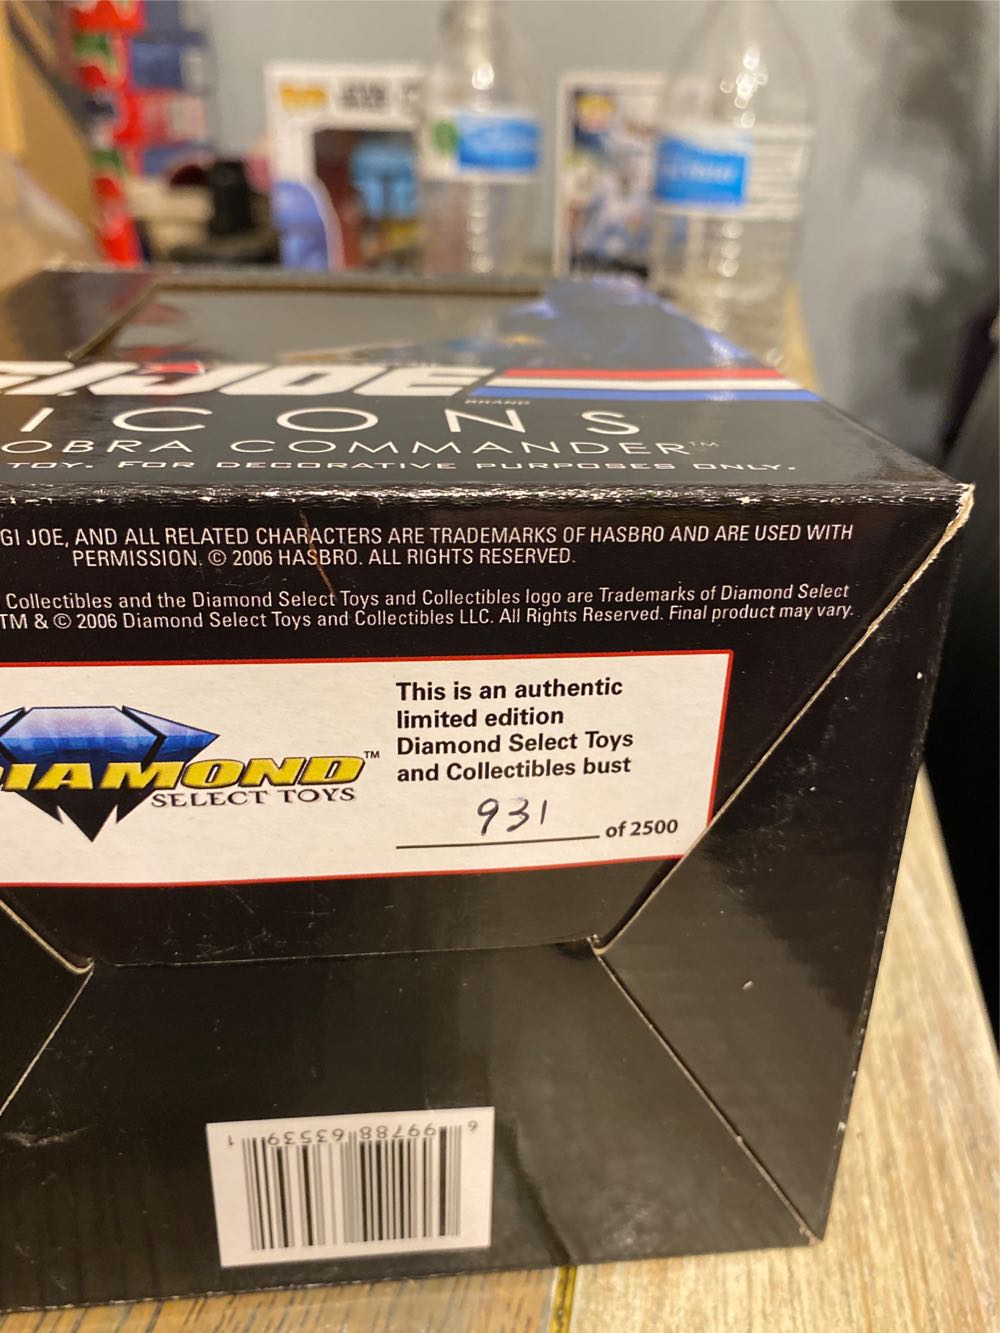 G.I.JOE
BRAND
ICONS
OBRA COMMANDER™
TOY. FOR DECORATIVE PURPOSES ONLY.
GI JOE, AND ALL RELATED CHARACTERS ARE TRADEMARKS OF HASBRO AND ARE USED WITH
PERMISSION. © 2006 HASBRO. ALL RIGHTS RESERVED.
Collectibles and the Diamond Select Toys and Collectibles logo are Trademarks of Diamond Select
TM & © 2006 Diamond Select Toys and Collectibles LLC. All Rights Reserved. Final product may vary.
IAMOND™
SELECT TOYS
This is an authentic
limited edition
Diamond Select Toys
and Collectibles bust
931 of 2500
6 99788 63539 1